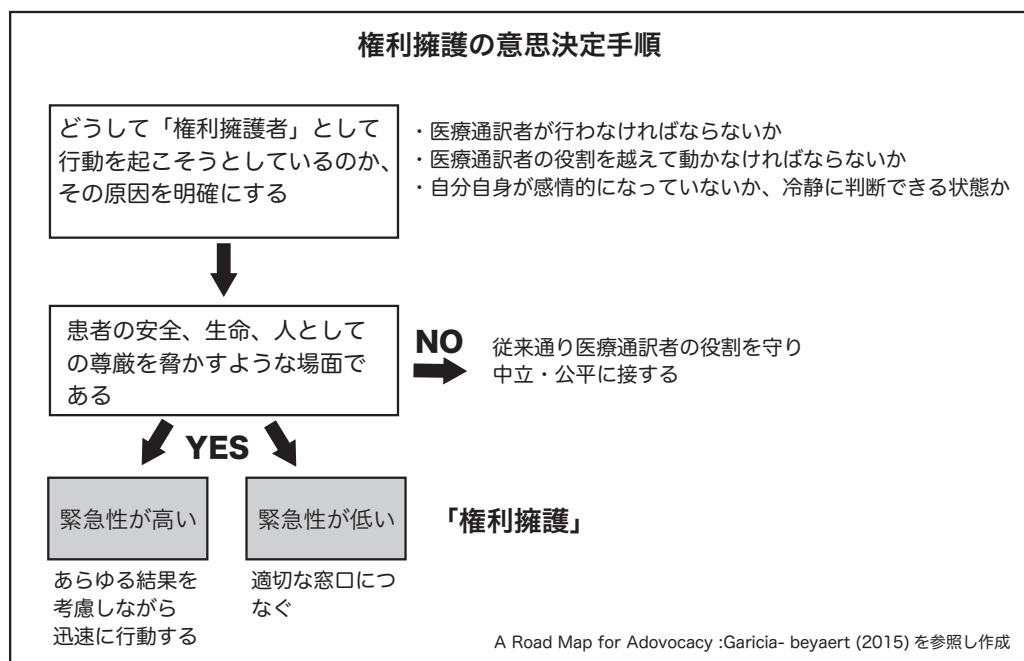 権利擁護の意思決定手順
どうして「権利擁護者」として
行動を起こそうとしているのか、
その原因を明確にする
・医療通訳者が行わなければならないか
・医療通訳者の役割を越えて動かなければならないか
・自分自身が感情的になっていないか、冷静に判断できる状態か
患者の安全、生命、人として
の尊厳を脅かすような場面で
ある
NO
従来通り医療通訳者の役割を守り
中立・公平に接する
YES
緊急性が高い
緊急性が低い
「権利擁護」
あらゆる結果を
考慮しながら
迅速に行動する
適切な窓口につ
なぐ
A Road Map for Adovocacy :Garicia- beyaert (2015) を参照し作成